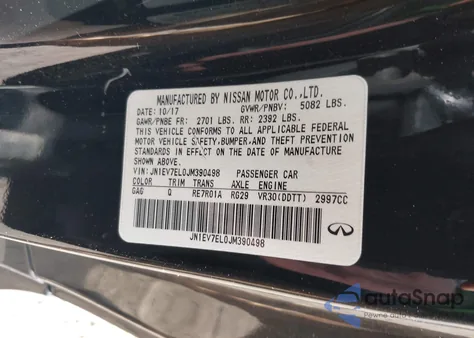 MANUFACTURED BY NISSAN MOTOR CO.,LTD.
DATE: 10/17 GVWR/PNBV: 5082 LBS.
GAWR/PNBE FR: 2701 LBS. RR: 2392 LBS.
THIS VEHICLE CONFORMS TO ALL APPLICABLE FEDERAL
MOTOR VEHICLE SAFETY,BUMPER,AND THEFT PREVENTION
STANDARDS IN EFFECT ON THE DATE OF MANUFACTURE
SHOWN ABOVE.
VIN: JN1EV7EL0JM390498 PASSENGER CAR
COLOR TRIM TRANS AXLE ENGINE
GAG Q RE7R01A RG29 VR30(DDTT) 2997CC
JN1EV7EL0JM390498
autoSnap
Pewne auto